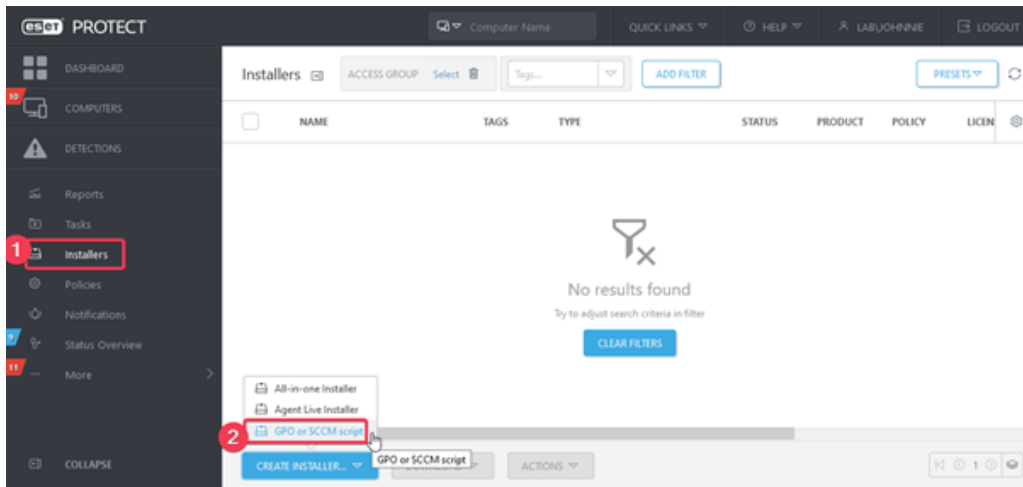 eset PROTECT
Computer Name
QUICK LINKS
HELP
LAB\JOHNNIE
LOGOUT
DASHBOARD
10
COMPUTERS
DETECTIONS
Reports
Tasks
1
Installers
Policies
Notifications
?
Status Overview
11
More
COLLAPSE
Installers
ACCESS GROUP Select
Tags...
ADD FILTER
PRESETS
NAME TAGS TYPE STATUS PRODUCT POLICY LICEN
No results found
Try to adjust search criteria in filter
CLEAR FILTERS
All-in-one Installer
Agent Live Installer
2
GPO or SCCM script
GPO or SCCM script
CREATE INSTALLER...
ACTIONS
1